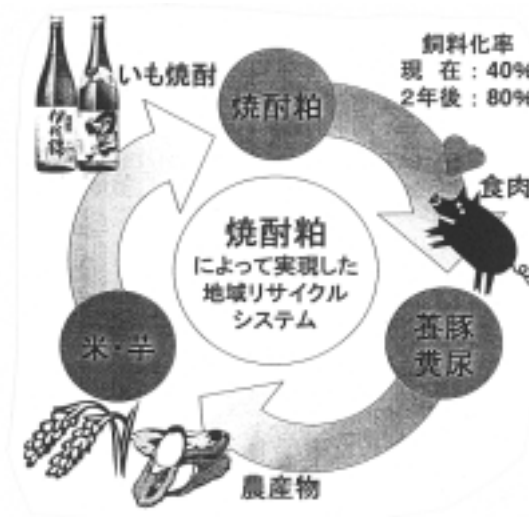 いも焼酎
焼酎粕
飼料化率
現 在：40%
2年後：80%
食肉
焼酎粕
によって実現した
地域リサイクル
システム
米・芋
養豚
糞尿
農産物